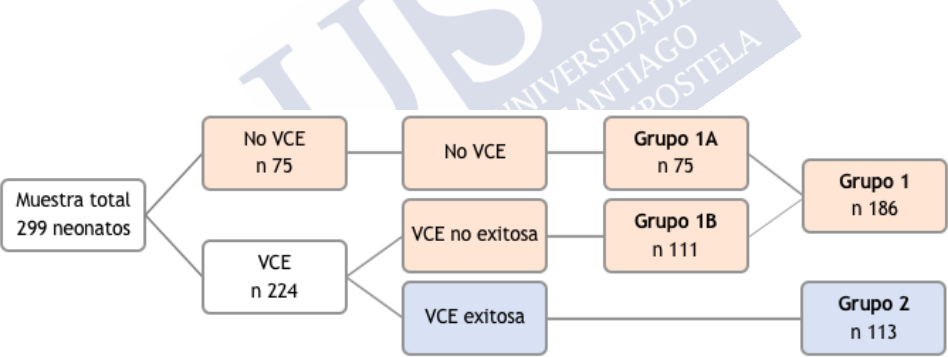 UNIVERSIDADE
SANTIAGO
MPOSTELA
Muestra total
299 neonatos
No VCE
n 75
VCE
n 224
No VCE
VCE no exitosa
VCE exitosa
Grupo 1A
n 75
Grupo 1B
n 111
Grupo 1
n 186
Grupo 2
n 113